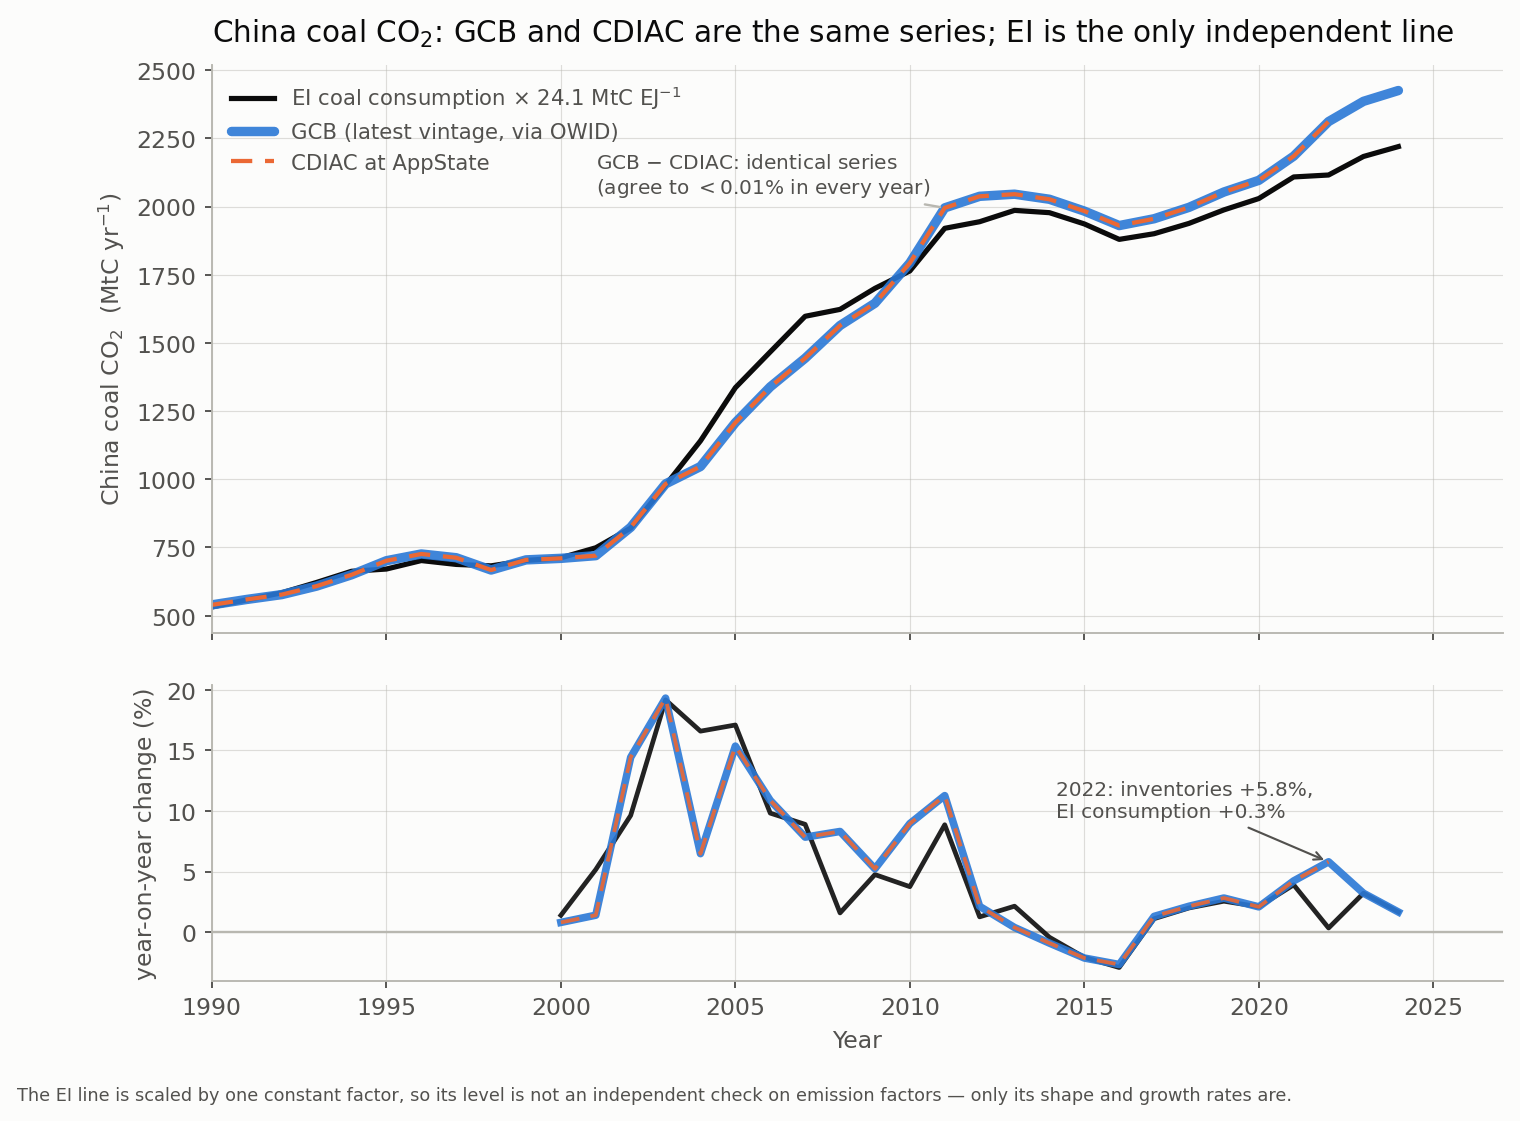 China coal CO₂: GCB and CDIAC are the same series; EI is the only independent line
EI coal consumption × 24.1 MtC EJ⁻¹
GCB (latest vintage, via OWID)
CDIAC at AppState
GCB − CDIAC: identical series
(agree to <0.01% in every year)
China coal CO₂ (MtC yr⁻¹)
2500
2250
2000
1750
1500
1250
1000
750
500
year-on-year change (%)
20
15
10
5
0
2022: inventories +5.8%,
EI consumption +0.3%
1990 1995 2000 2005 2010 2015 2020 2025
Year
The EI line is scaled by one constant factor, so its level is not an independent check on emission factors — only its shape and growth rates are.